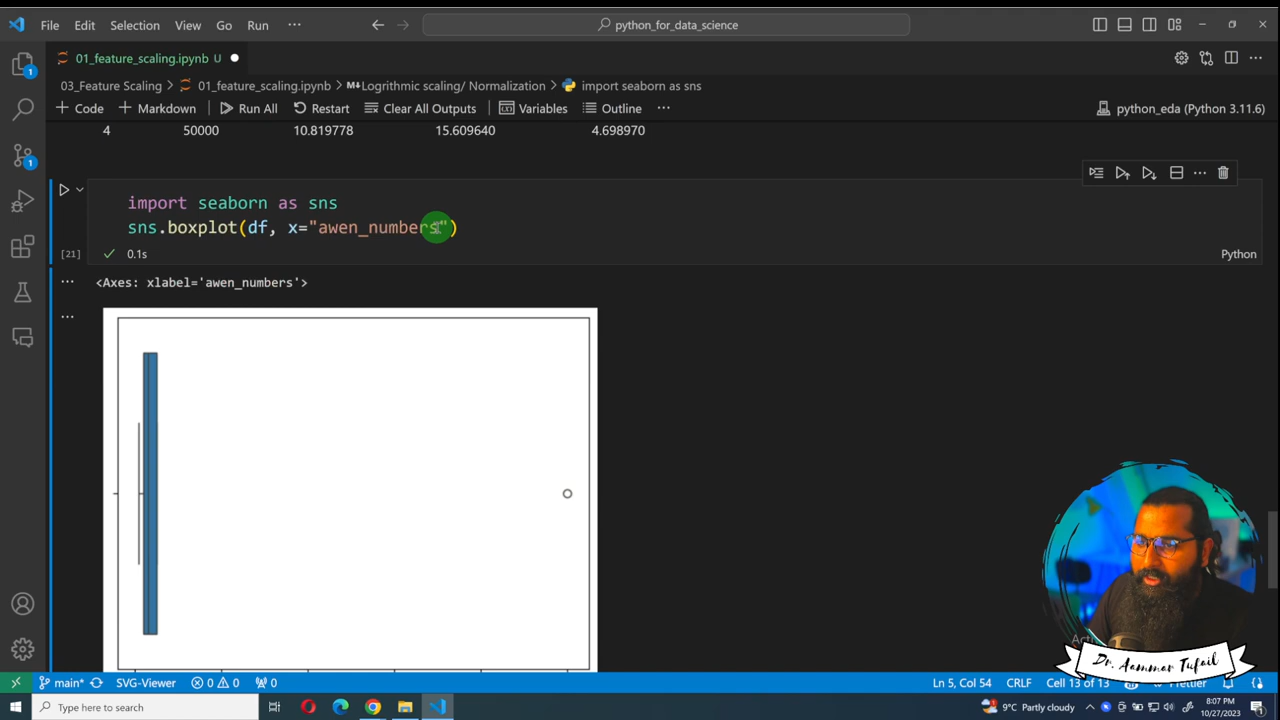 File Edit Selection View Go Run ··· python_for_data_science
01_feature_scaling.ipynb U
03_Feature Scaling > 01_feature_scaling.ipynb > Logrithmic scaling/ Normalization > import seaborn as sns
+ Code + Markdown Run All Restart Clear All Outputs Variables Outline ··· python_eda (Python 3.11.6)
4 50000 10.819778 15.609640 4.698970
import seaborn as sns
sns.boxplot(df, x="awen_numbers")
[21] 0.1s Python
<Axes: xlabel='awen_numbers'>
Dr. Aammar Tufail
main* SVG-Viewer 0 0 0 Ln 5, Col 54 CRLF Cell 13 of 13 Prettier
Type here to search 9°C Partly cloudy 8:07 PM
10/27/2023